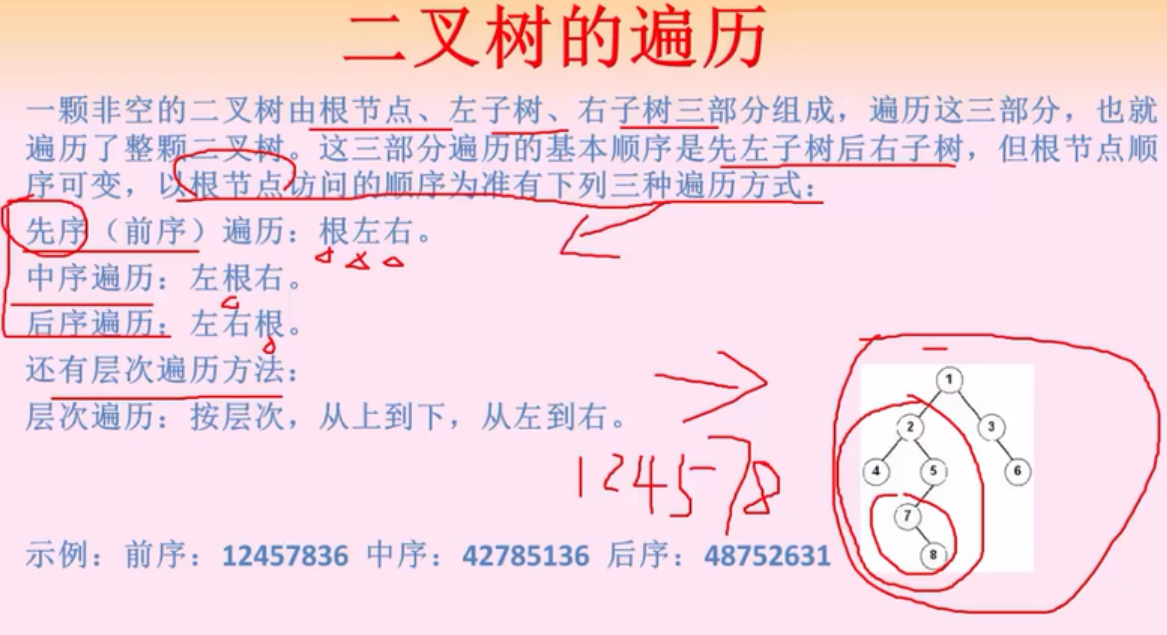 二叉树的遍历
一颗非空的二叉树由根节点、左子树、右子树三部分组成，遍历这三部分，也就
遍历了整颗二叉树。这三部分遍历的基本顺序是先左子树后右子树，但根节点顺
序可变，以根节点访问的顺序为准有下列三种遍历方式：
先序（前序）遍历：根左右。
中序遍历：左根右。
后序遍历：左右根。
还有层次遍历方法：
层次遍历：按层次，从上到下，从左到右。
1
2 3
4 5 6
7
8
124578
示例：前序：12457836 中序：42785136 后序：48752631